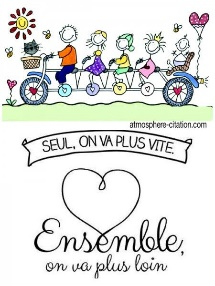 atmosphere-citation.com
SEUL, ON VA PLUS VITE.
Ensemble,
on va plus loin